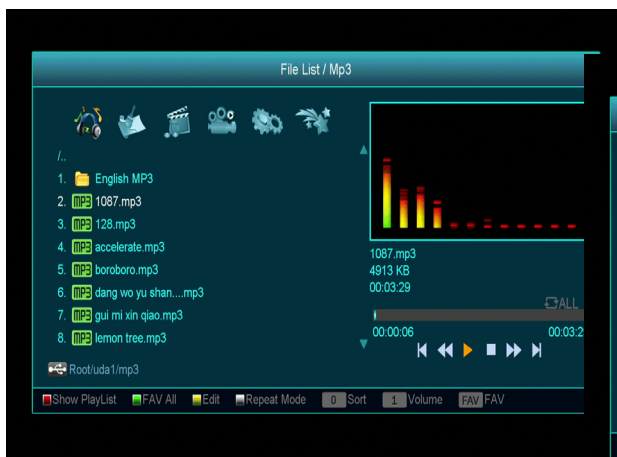 File List / Mp3
/..
1. English MP3
2. MP3 1087.mp3
3. MP3 128.mp3
4. MP3 accelerate.mp3
5. MP3 boroboro.mp3
6. MP3 dang wo yu shan....mp3
7. MP3 gui mi xin qiao.mp3
8. MP3 lemon tree.mp3
1087.mp3
4913 KB
00:03:29
ALL
00:00:06 00:03:2
Root/uda1/mp3
Show PlayList FAV All Edit Repeat Mode 0 Sort 1 Volume FAV FAV